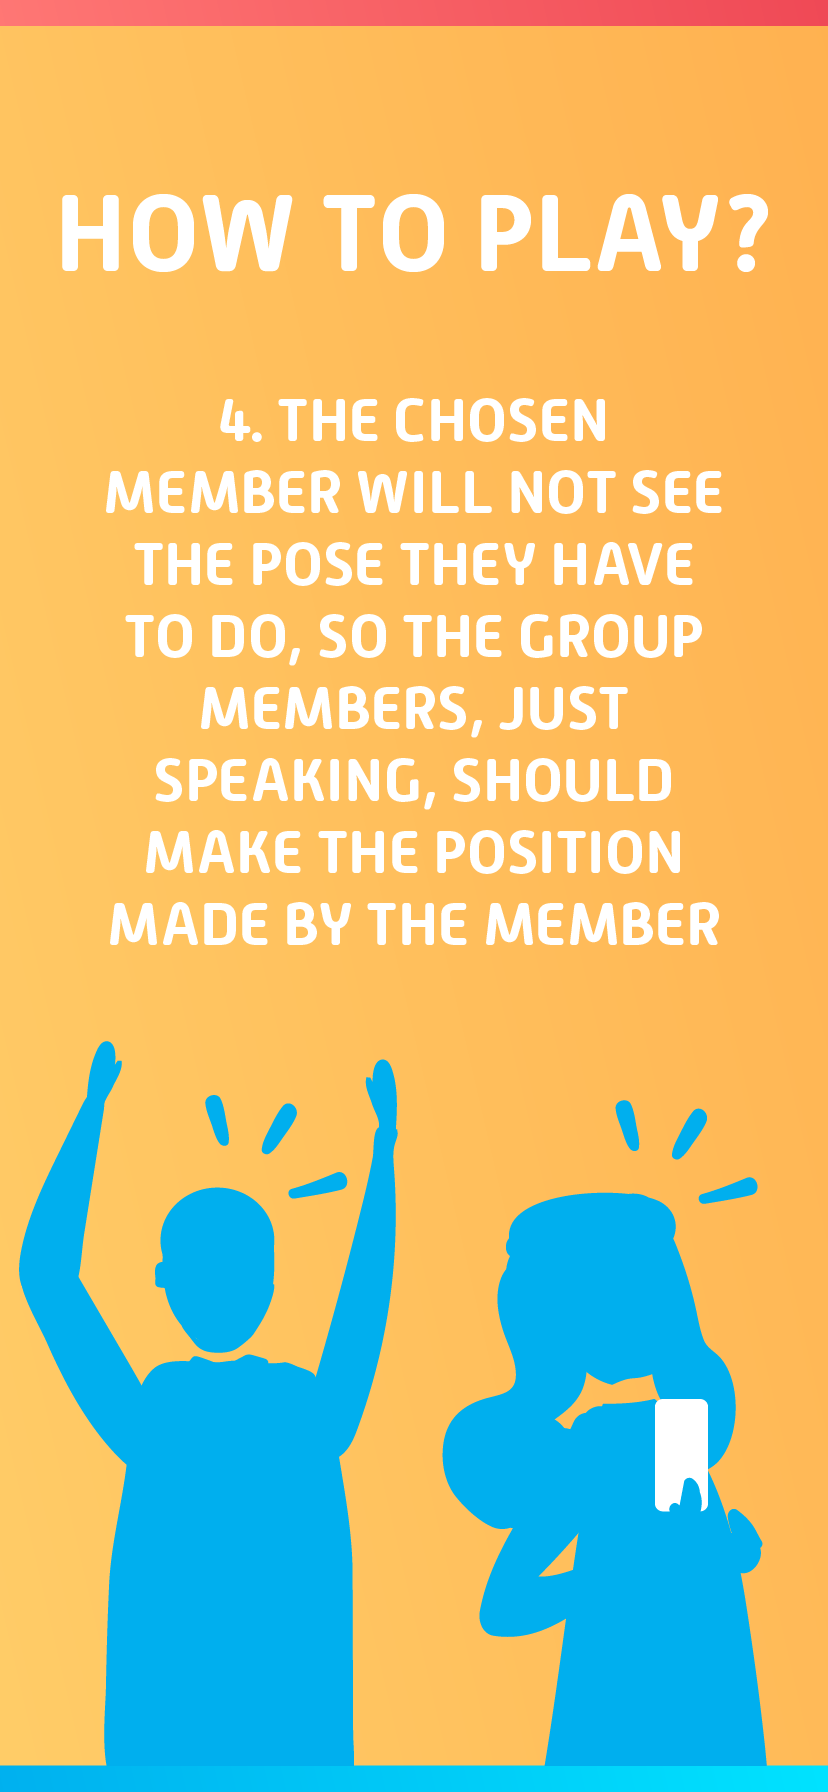 HOW TO PLAY?
4. THE CHOSEN
MEMBER WILL NOT SEE
THE POSE THEY HAVE
TO DO, SO THE GROUP
MEMBERS, JUST
SPEAKING, SHOULD
MAKE THE POSITION
MADE BY THE MEMBER